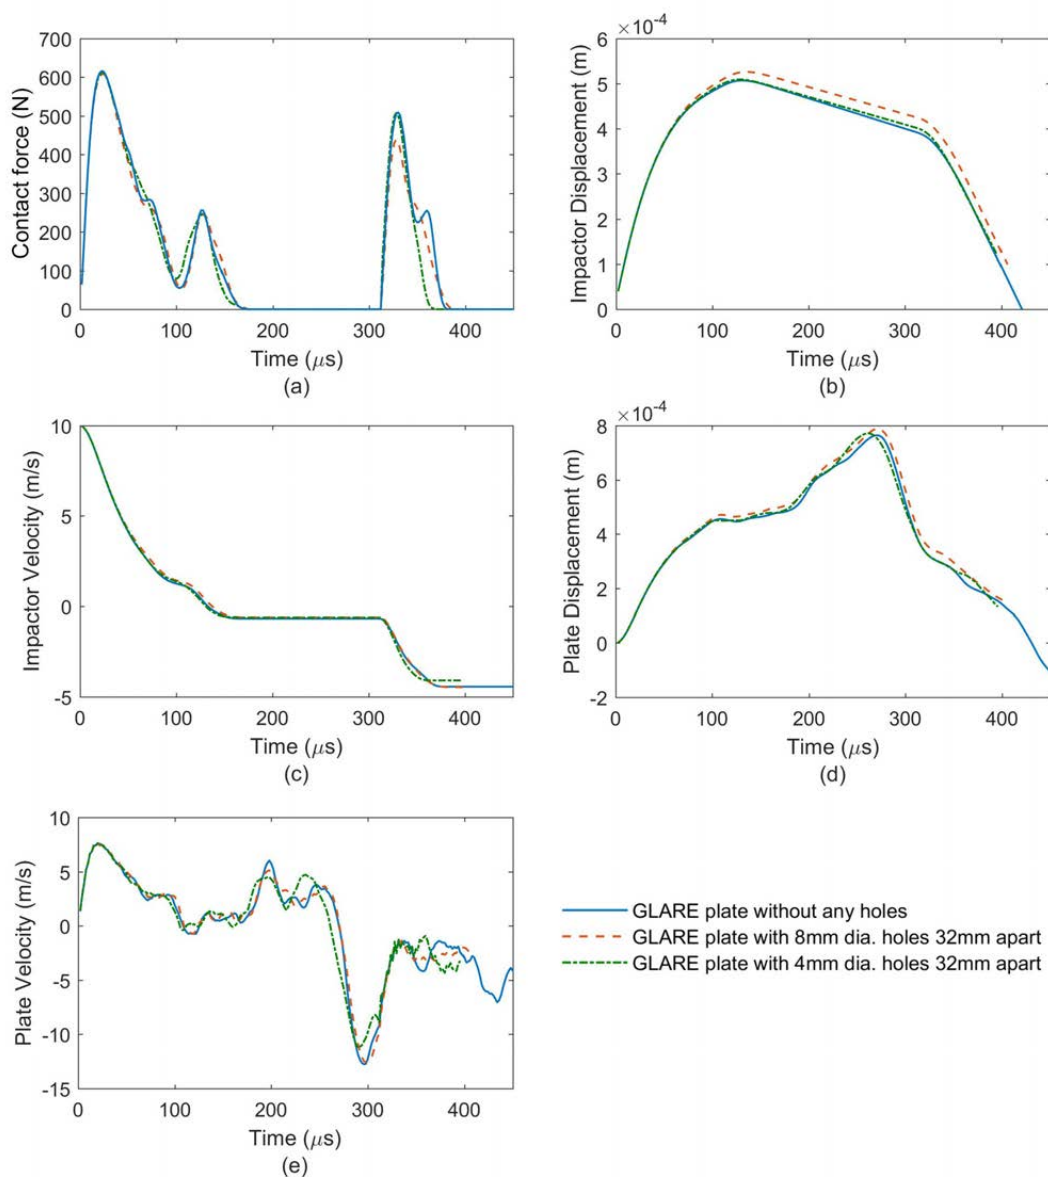 700
600
500
400
300
200
100
0
Contact force (N)
0 100 200 300 400
Time (μs)
(a)
×10⁻⁴
6
5
4
3
2
1
0
Impactor Displacement (m)
0 100 200 300 400
Time (μs)
(b)
10
5
0
-5
Impactor Velocity (m/s)
0 100 200 300 400
Time (μs)
(c)
×10⁻⁴
8
6
4
2
0
-2
Plate Displacement (m)
0 100 200 300 400
Time (μs)
(d)
10
5
0
-5
-10
-15
Plate Velocity (m/s)
0 100 200 300 400
Time (μs)
(e)
GLARE plate without any holes
GLARE plate with 8mm dia. holes 32mm apart
GLARE plate with 4mm dia. holes 32mm apart